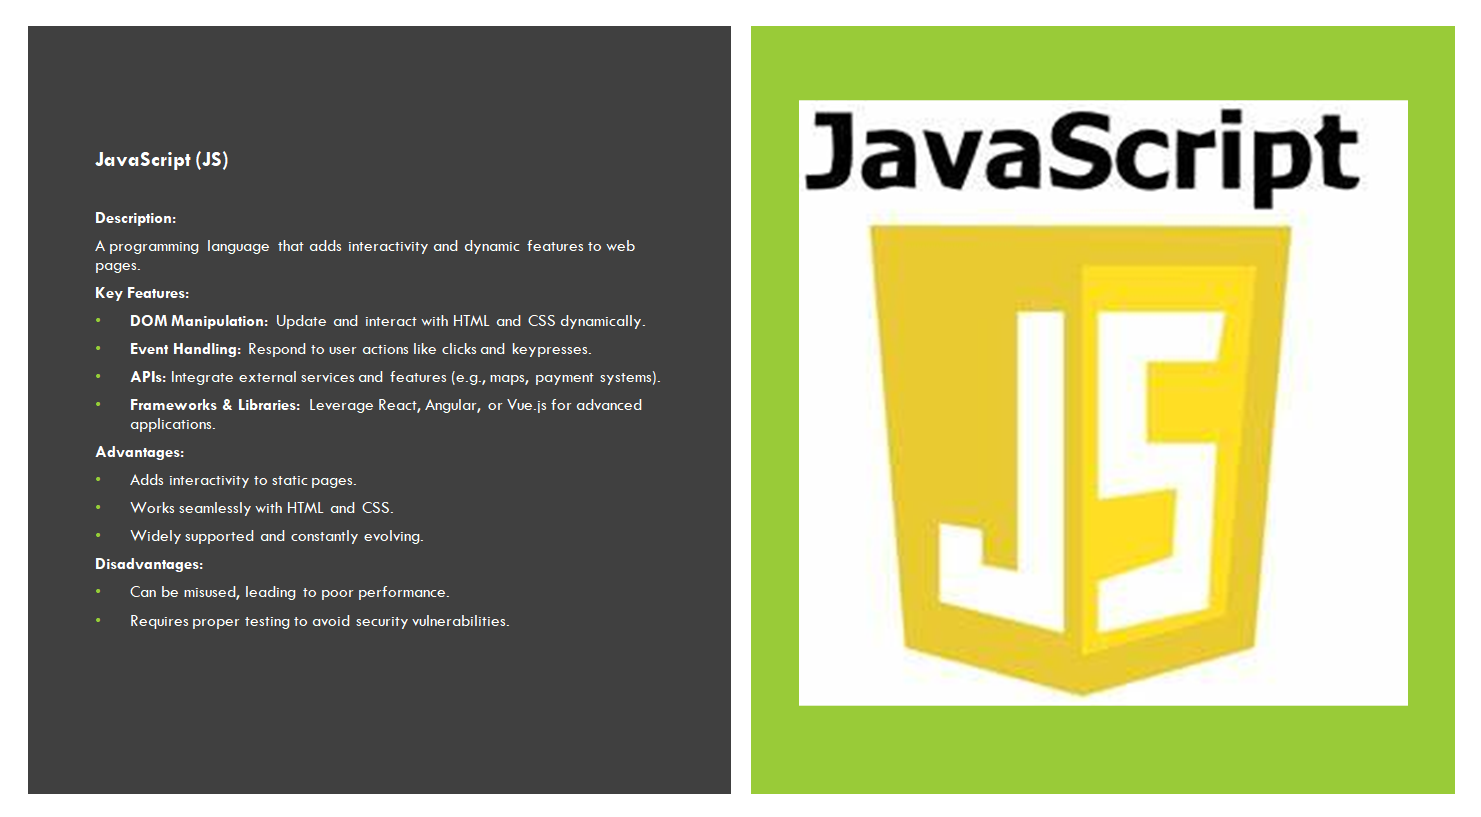 JavaScript (JS)
Description:
A programming language that adds interactivity and dynamic features to web
pages.
Key Features:
• DOM Manipulation: Update and interact with HTML and CSS dynamically.
• Event Handling: Respond to user actions like clicks and keypresses.
• APIs: Integrate external services and features (e.g., maps, payment systems).
• Frameworks & Libraries: Leverage React, Angular, or Vue.js for advanced
applications.
Advantages:
• Adds interactivity to static pages.
• Works seamlessly with HTML and CSS.
• Widely supported and constantly evolving.
Disadvantages:
• Can be misused, leading to poor performance.
• Requires proper testing to avoid security vulnerabilities.
JavaScript
JS